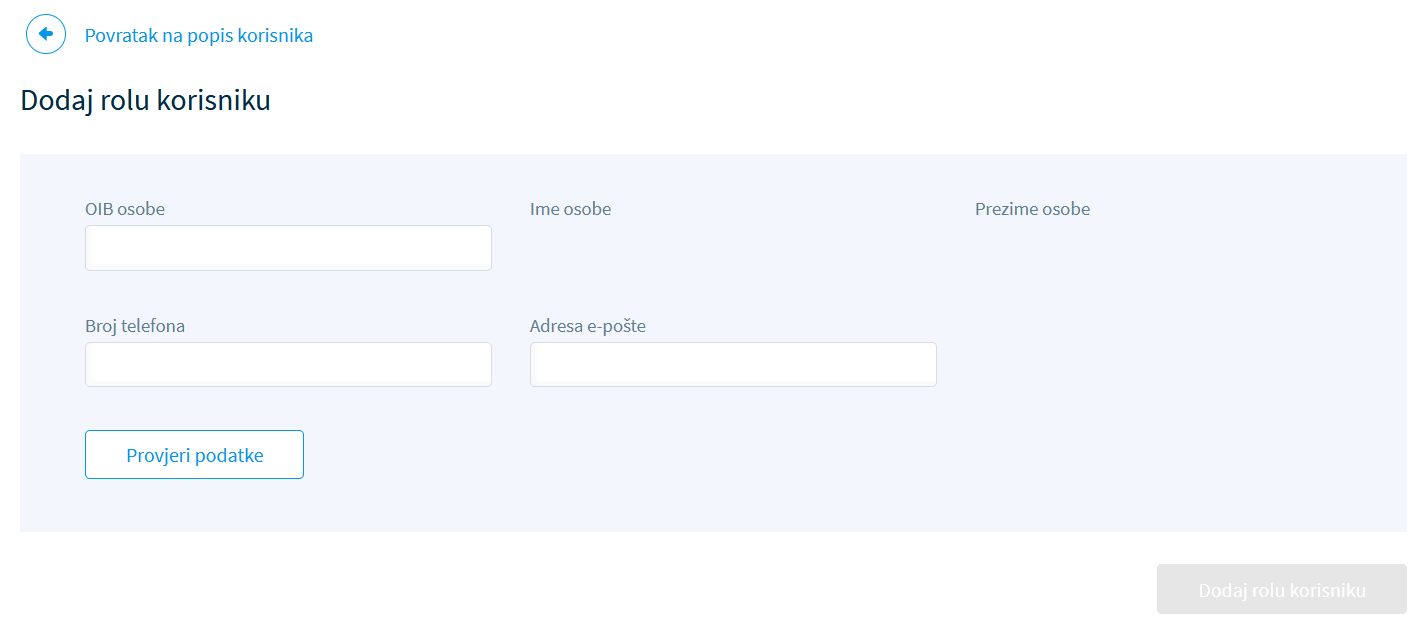 Povratak na popis korisnika
Dodaj rolu korisniku
OIB osobe
Ime osobe
Prezime osobe
Broj telefona
Adresa e-pošte
Provjeri podatke
Dodaj rolu korisniku